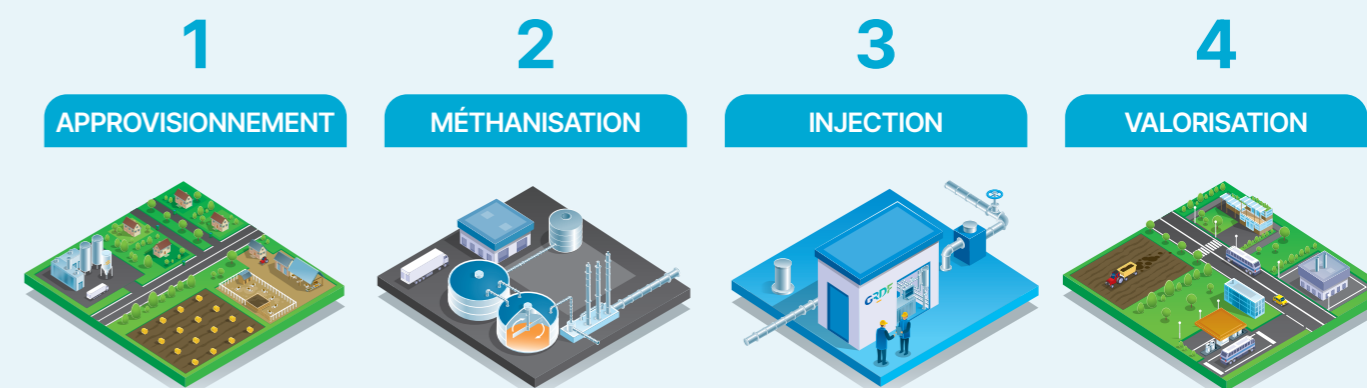 1
2
3
4
APPROVISIONNEMENT
MÉTHANISATION
INJECTION
VALORISATION
GRDF